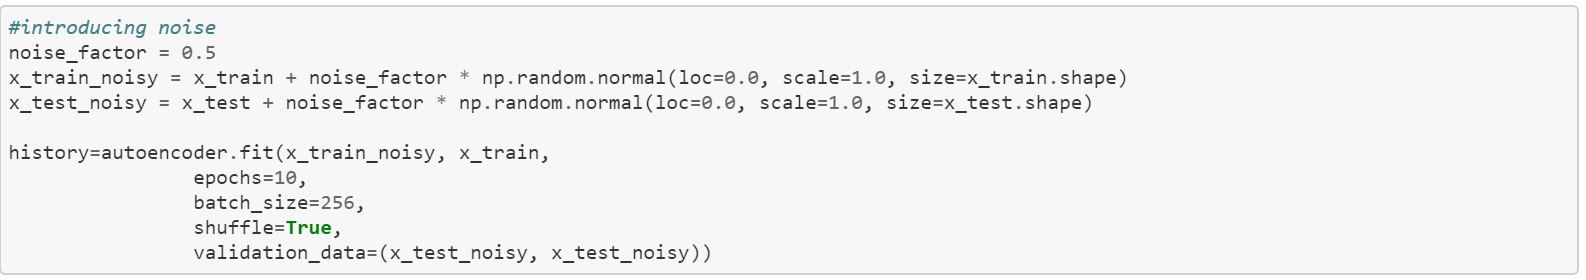 #introducing noise
noise_factor = 0.5
x_train_noisy = x_train + noise_factor * np.random.normal(loc=0.0, scale=1.0, size=x_train.shape)
x_test_noisy = x_test + noise_factor * np.random.normal(loc=0.0, scale=1.0, size=x_test.shape)

history=autoencoder.fit(x_train_noisy, x_train,
                epochs=10,
                batch_size=256,
                shuffle=True,
                validation_data=(x_test_noisy, x_test_noisy))